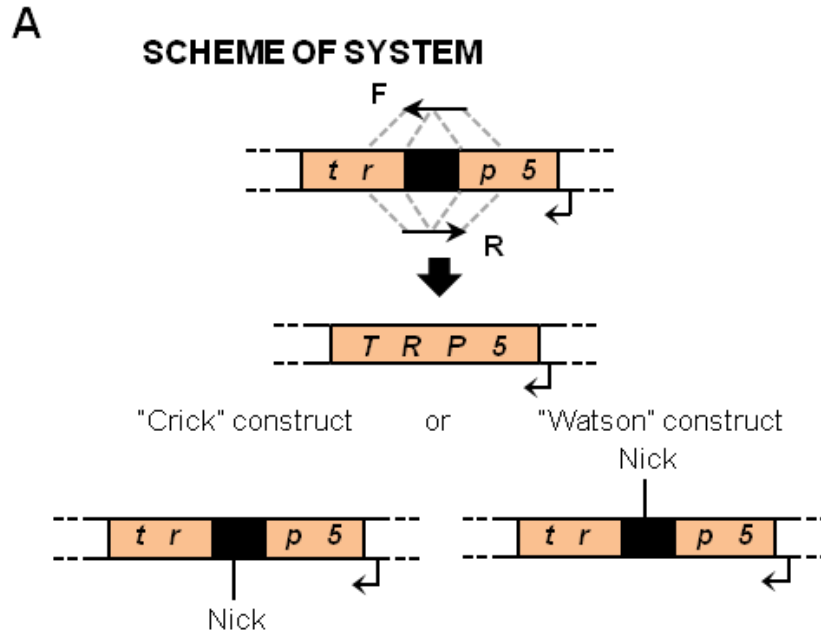 A
SCHEME OF SYSTEM
F
t r p 5
R
T R P 5
"Crick" construct or "Watson" construct
Nick
t r p 5 t r p 5
Nick